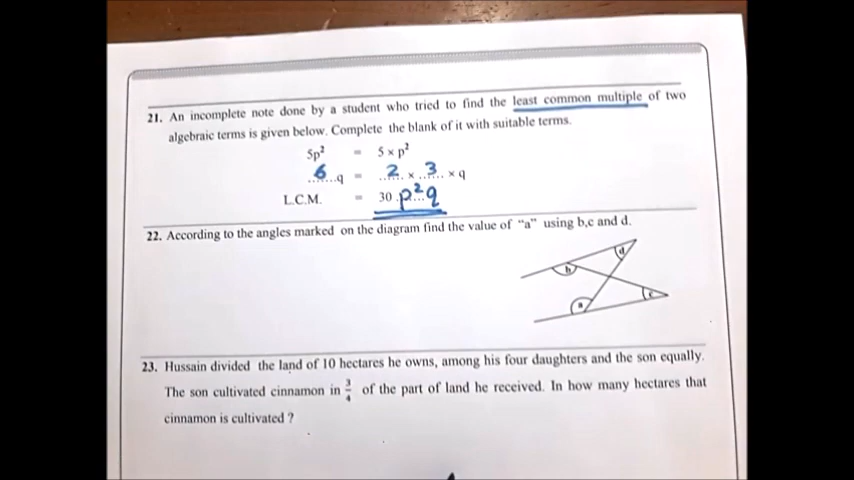 21. An incomplete note done by a student who tried to find the least common multiple of two
algebraic terms is given below. Complete the blank of it with suitable terms.
5p² = 5 × p²
6 q = 2 × 3 × q
L.C.M. = 30 p²q
22. According to the angles marked on the diagram find the value of "a" using b,c and d.
d
b
c
a
23. Hussain divided the land of 10 hectares he owns, among his four daughters and the son equally.
The son cultivated cinnamon in 3/4 of the part of land he received. In how many hectares that
cinnamon is cultivated ?